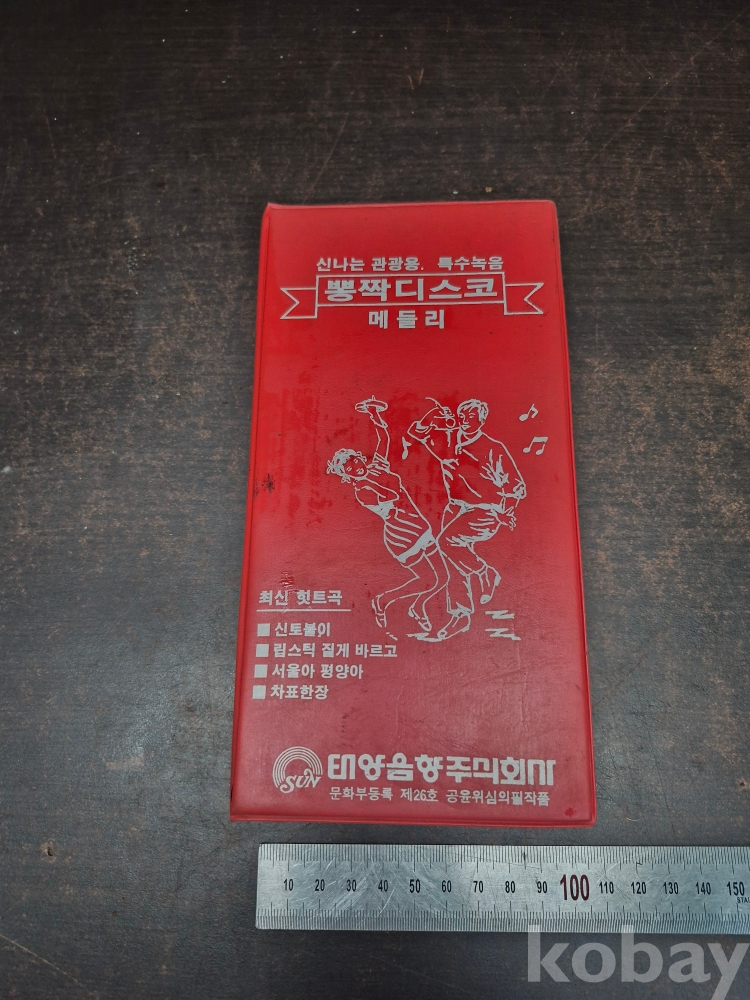 신나는 관광용. 특수녹음
뽕짝디스코
메들리
최신 힛트곡
■ 신토불이
■ 립스틱 짙게 바르고
■ 서울아 평양아
■ 차표한장
SUN
태양음향주식회사
문화부등록 제26호 공윤위심의필작품
10 20 30 40 50 60 70 80 90 100 110 120 130 140 150
kobay